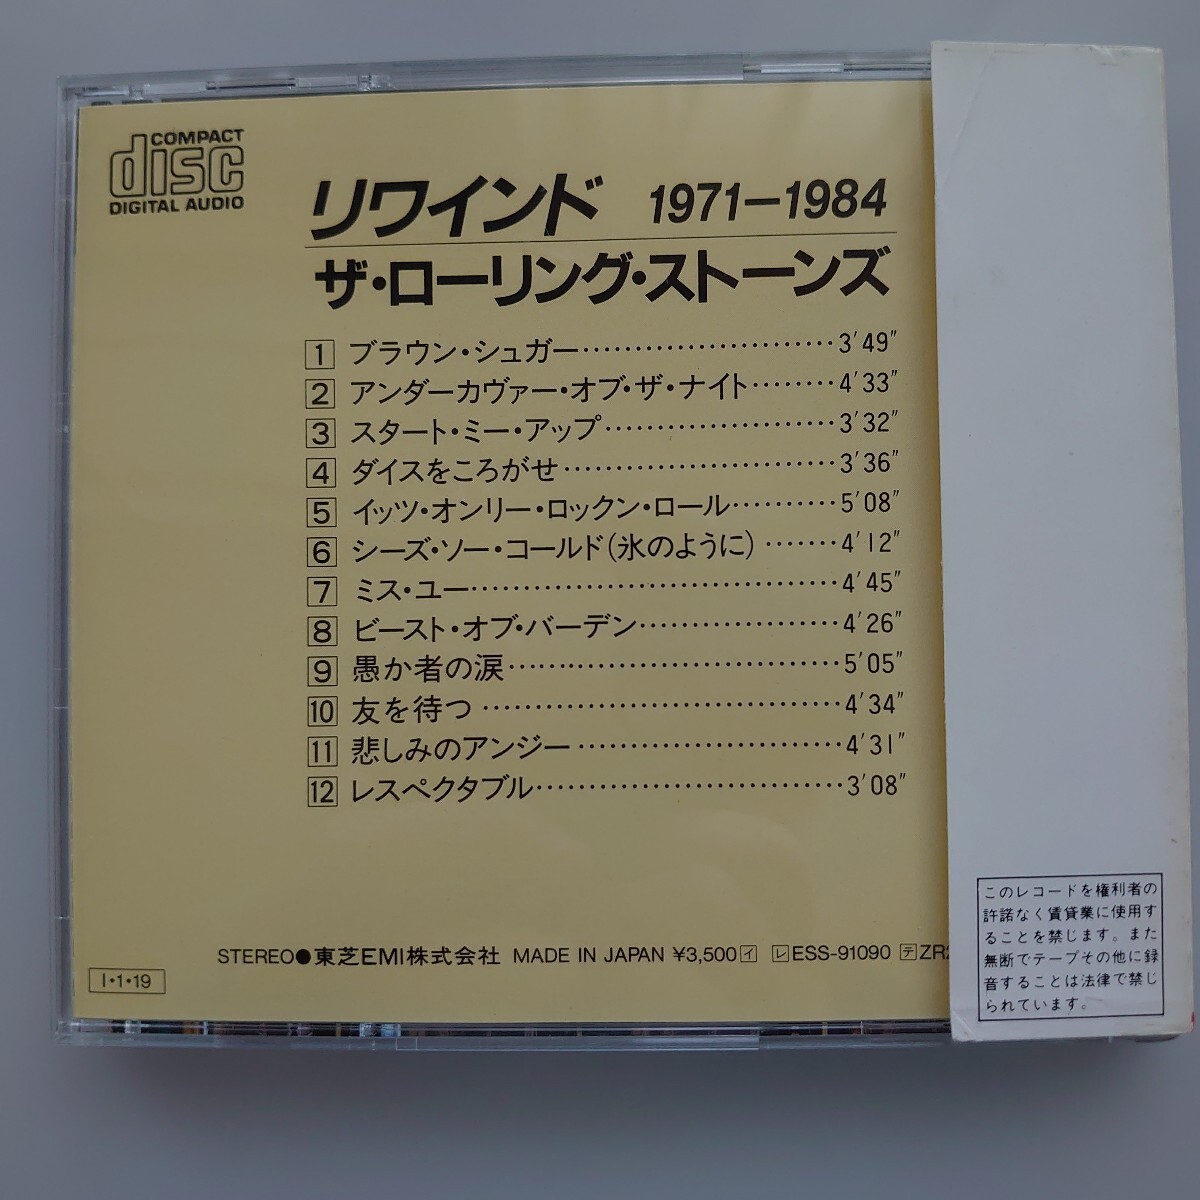 COMPACT
disc
DIGITAL AUDIO
リワインド 1971-1984
ザ・ローリング・ストーンズ
1 ブラウン・シュガー……………………3′49″
2 アンダーカヴァー・オブ・ザ・ナイト………4′33″
3 スタート・ミー・アップ……………………3′32″
4 ダイスをころがせ……………………3′36″
5 イッツ・オンリー・ロックン・ロール…………5′08″
6 シーズ・ソー・コールド(氷のように)………4′12″
7 ミス・ユー……………………………4′45″
8 ビースト・オブ・バーデン…………………4′26″
9 愚か者の涙……………………………5′05″
10 友を待つ……………………………4′34″
11 悲しみのアンジー……………………4′31″
12 レスペクタブル…………………………3′08″
STEREO●東芝EMI株式会社 MADE IN JAPAN ¥3,500イ レESS-91090 テZR2
I・1・19
このレコードを権利者の
許諾なく賃貸業に使用す
ることを禁じます。また
無断でテープその他に録
音することは法律で禁じ
られています。